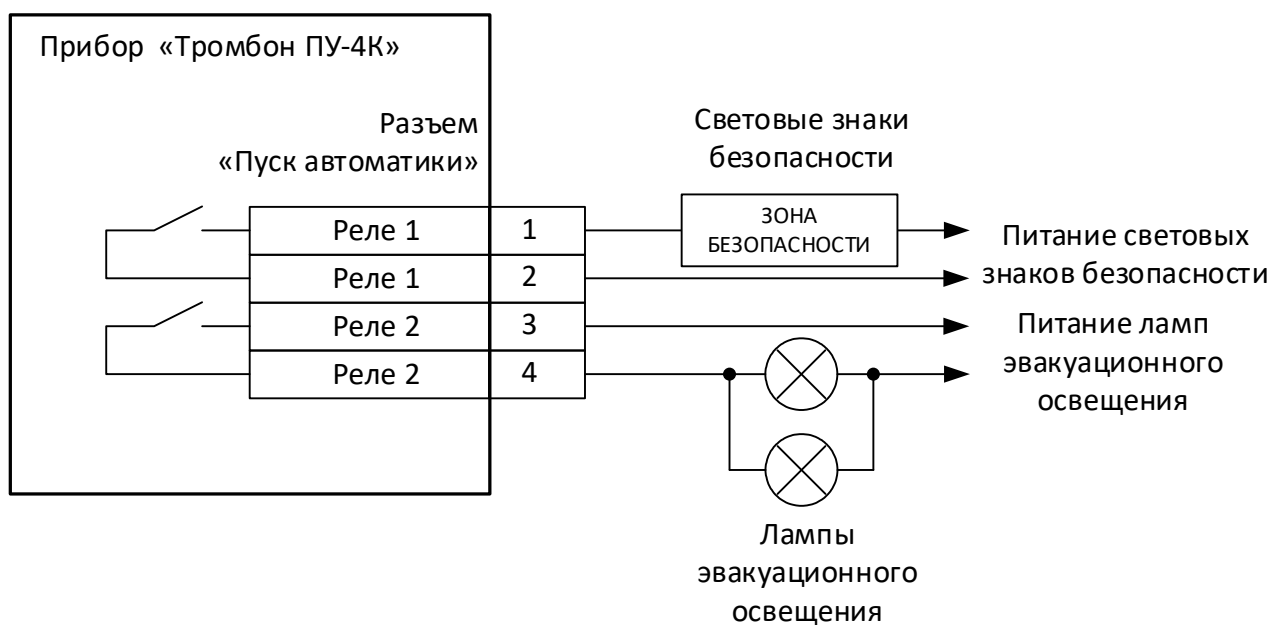 Прибор «Тромбон ПУ-4К»
Разъем
«Пуск автоматики»
Световые знаки
безопасности
Реле 1
1
ЗОНА
БЕЗОПАСНОСТИ
Реле 1
2
Реле 2
3
Реле 2
4
Питание световых
знаков безопасности
Питание ламп
эвакуационного
освещения
Лампы
эвакуационного
освещения